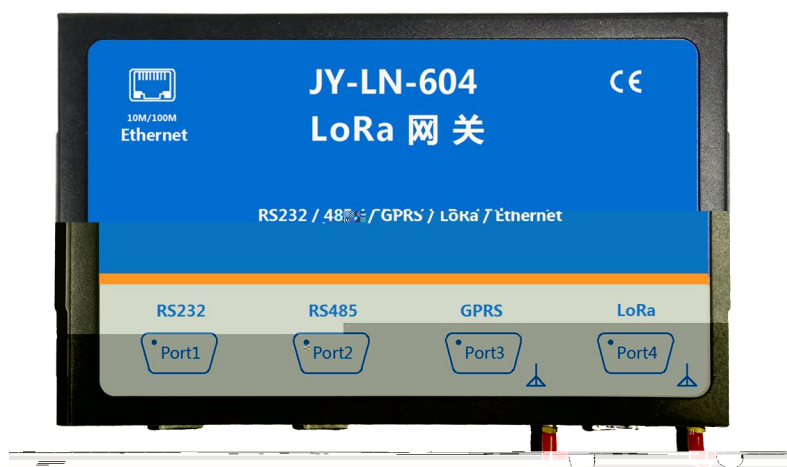 JY-LN-604
CE
10M/100M
Ethernet
LoRa 网 关
RS232 / 485 / GPRS / LoRa / Ethernet
RS232
RS485
GPRS
LoRa
Port1
Port2
Port3
Port4